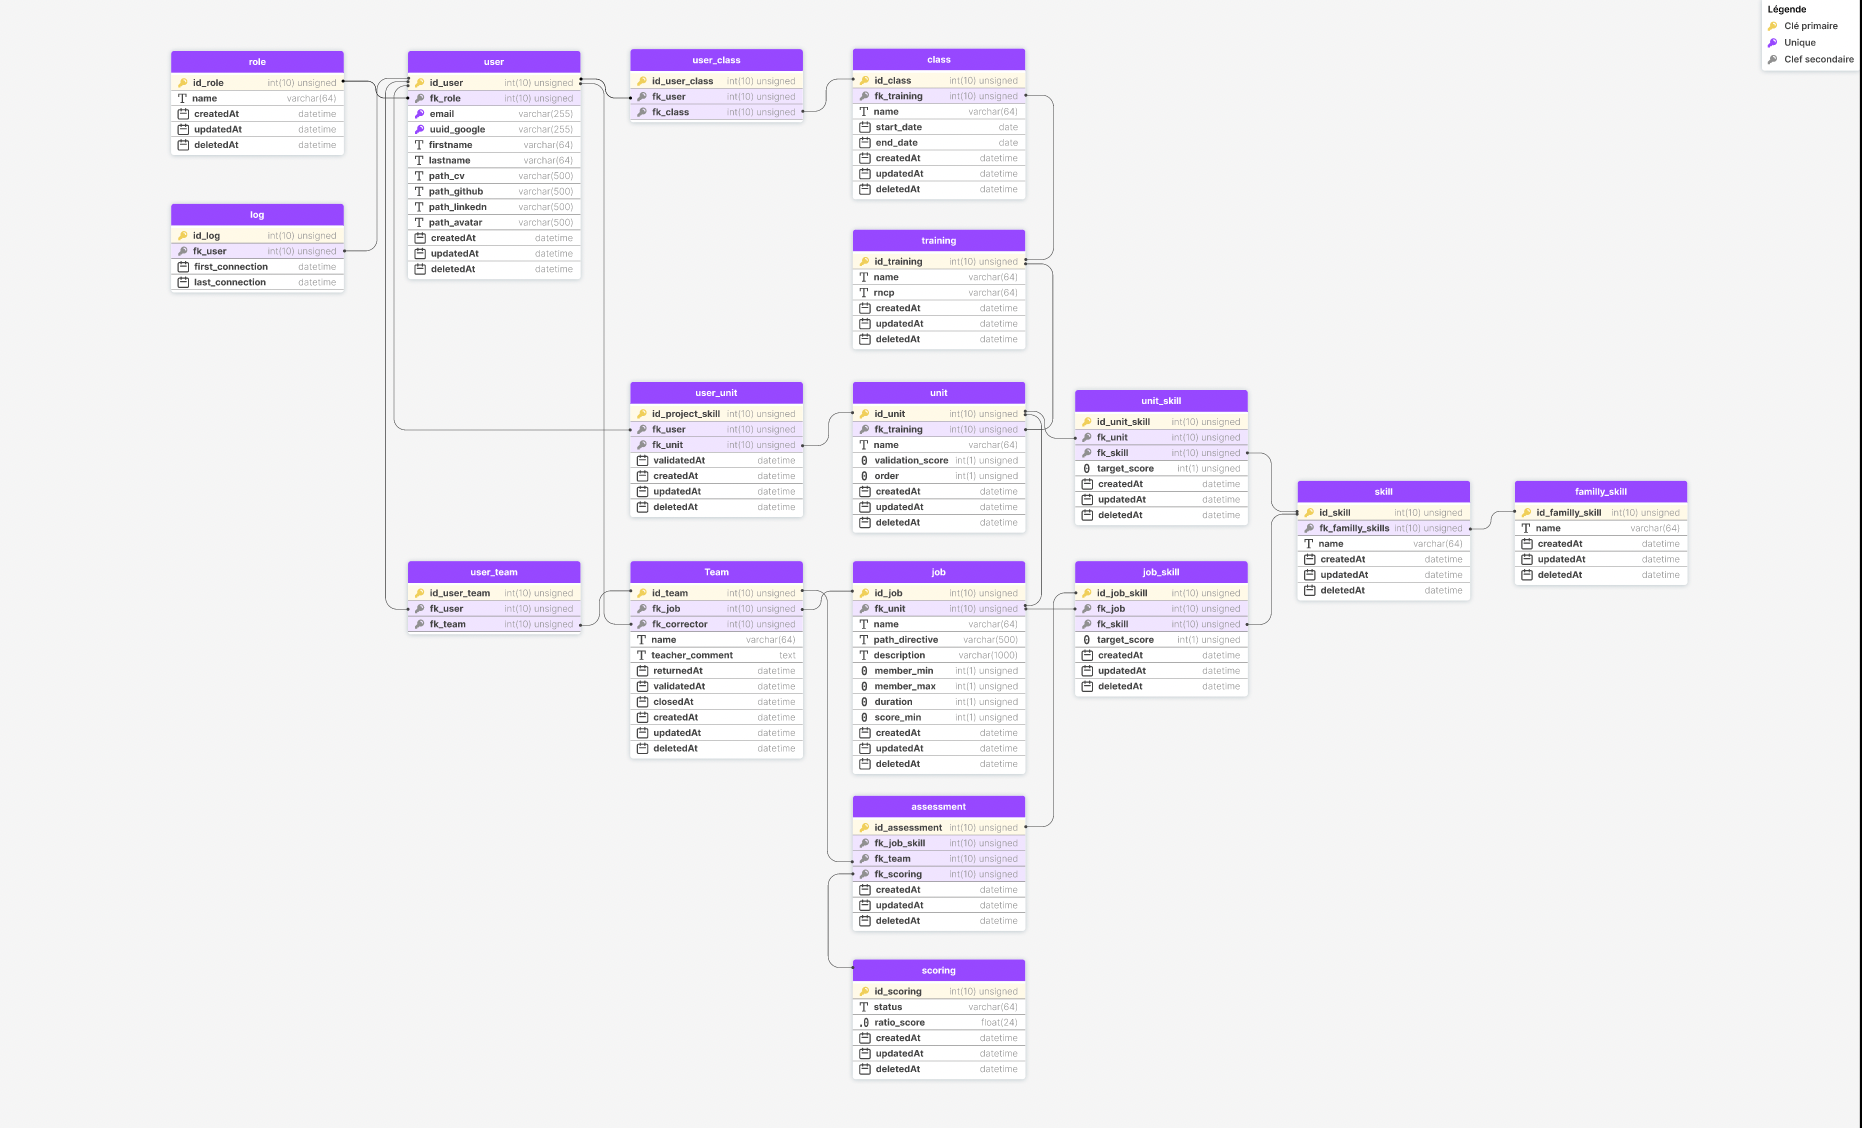 Légende
Clé primaire
Unique
Clef secondaire
role
id_role int(10) unsigned
name varchar(64)
createdAt datetime
updatedAt datetime
deletedAt datetime
user
id_user int(10) unsigned
fk_role int(10) unsigned
email varchar(255)
uuid_google varchar(255)
firstname varchar(64)
lastname varchar(64)
path_cv varchar(500)
path_github varchar(500)
path_linkedn varchar(500)
path_avatar varchar(500)
createdAt datetime
updatedAt datetime
deletedAt datetime
user_class
id_user_class int(10) unsigned
fk_user int(10) unsigned
fk_class int(10) unsigned
class
id_class int(10) unsigned
fk_training int(10) unsigned
name varchar(64)
start_date date
end_date date
createdAt datetime
updatedAt datetime
deletedAt datetime
log
id_log int(10) unsigned
fk_user int(10) unsigned
first_connection datetime
last_connection datetime
training
id_training int(10) unsigned
name varchar(64)
rncp varchar(64)
createdAt datetime
updatedAt datetime
deletedAt datetime
user_unit
id_project_skill int(10) unsigned
fk_user int(10) unsigned
fk_unit int(10) unsigned
validatedAt datetime
createdAt datetime
updatedAt datetime
deletedAt datetime
unit
id_unit int(10) unsigned
fk_training int(10) unsigned
name varchar(64)
validation_score int(1) unsigned
order int(1) unsigned
createdAt datetime
updatedAt datetime
deletedAt datetime
unit_skill
id_unit_skill int(10) unsigned
fk_unit int(10) unsigned
fk_skill int(10) unsigned
target_score int(1) unsigned
createdAt datetime
updatedAt datetime
deletedAt datetime
skill
id_skill int(10) unsigned
fk_familly_skills int(10) unsigned
name varchar(64)
createdAt datetime
updatedAt datetime
deletedAt datetime
familly_skill
id_familly_skill int(10) unsigned
name varchar(64)
createdAt datetime
updatedAt datetime
deletedAt datetime
user_team
id_user_team int(10) unsigned
fk_user int(10) unsigned
fk_team int(10) unsigned
Team
id_team int(10) unsigned
fk_job int(10) unsigned
fk_corrector int(10) unsigned
name varchar(64)
teacher_comment text
returnedAt datetime
validatedAt datetime
closedAt datetime
createdAt datetime
updatedAt datetime
deletedAt datetime
job
id_job int(10) unsigned
fk_unit int(10) unsigned
name varchar(64)
path_directive varchar(500)
description varchar(1000)
member_min int(1) unsigned
member_max int(1) unsigned
duration int(1) unsigned
score_min int(1) unsigned
createdAt datetime
updatedAt datetime
deletedAt datetime
job_skill
id_job_skill int(10) unsigned
fk_job int(10) unsigned
fk_skill int(10) unsigned
target_score int(1) unsigned
createdAt datetime
updatedAt datetime
deletedAt datetime
assessment
id_assessment int(10) unsigned
fk_job_skill int(10) unsigned
fk_team int(10) unsigned
fk_scoring int(10) unsigned
createdAt datetime
updatedAt datetime
deletedAt datetime
scoring
id_scoring int(10) unsigned
status varchar(64)
ratio_score float(24)
createdAt datetime
updatedAt datetime
deletedAt datetime